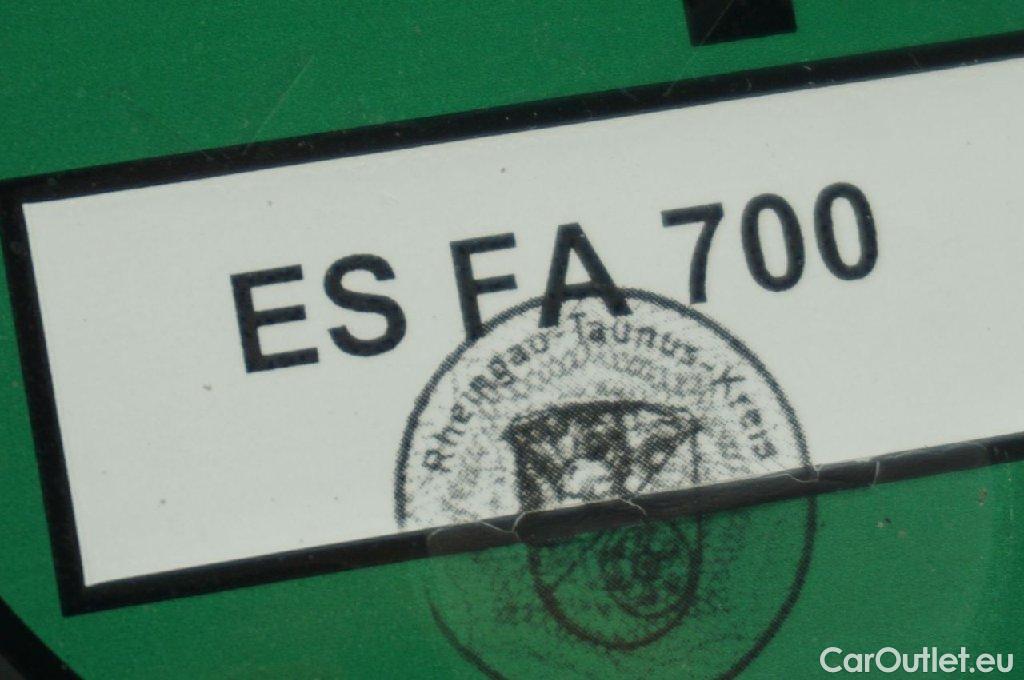 ES FA 700
Rheingau-Taunus-Kreis
CarOutlet.eu